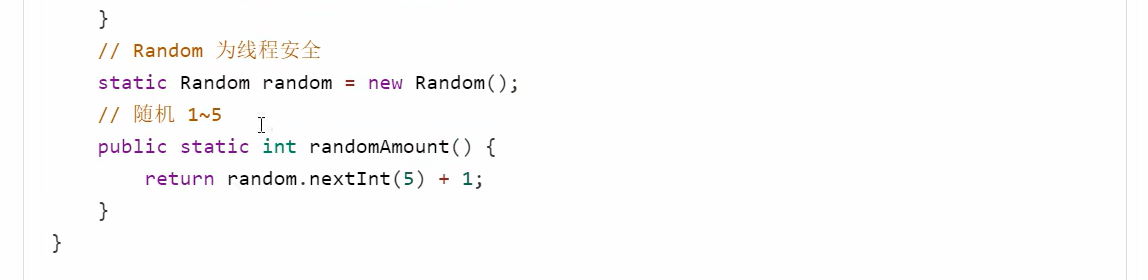 }
// Random 为线程安全
static Random random = new Random();
// 随机 1~5
public static int randomAmount() {
return random.nextInt(5) + 1;
}
}